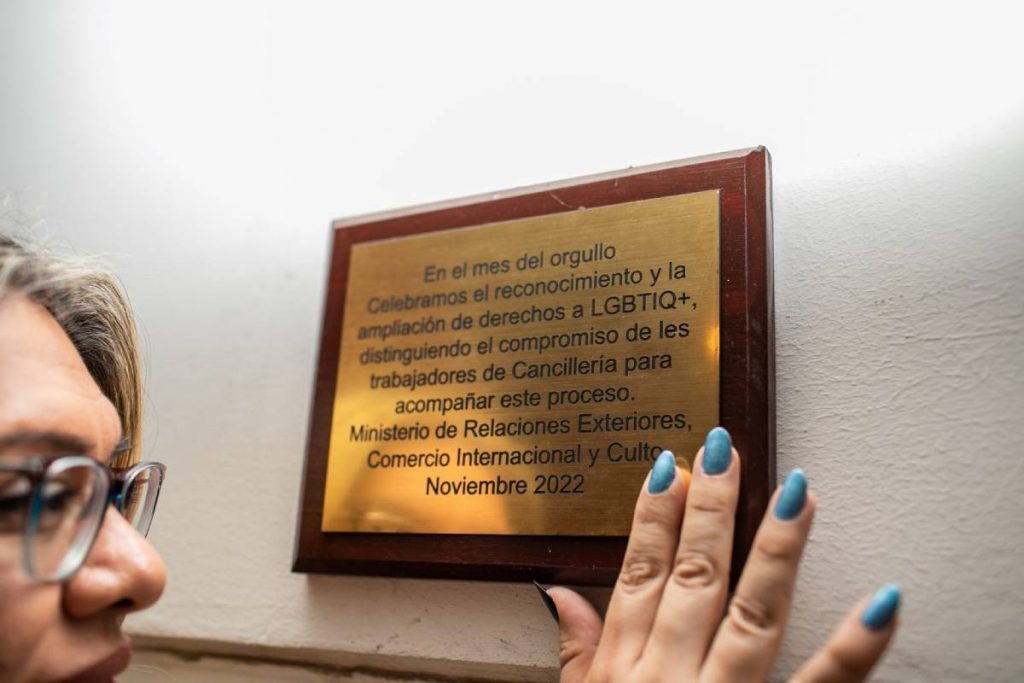 En el mes del orgullo
Celebramos el reconocimiento y la
ampliación de derechos a LGBTIQ+,
distinguiendo el compromiso de les
trabajadores de Cancillería para
acompañar este proceso.
Ministerio de Relaciones Exteriores,
Comercio Internacional y Culto
Noviembre 2022